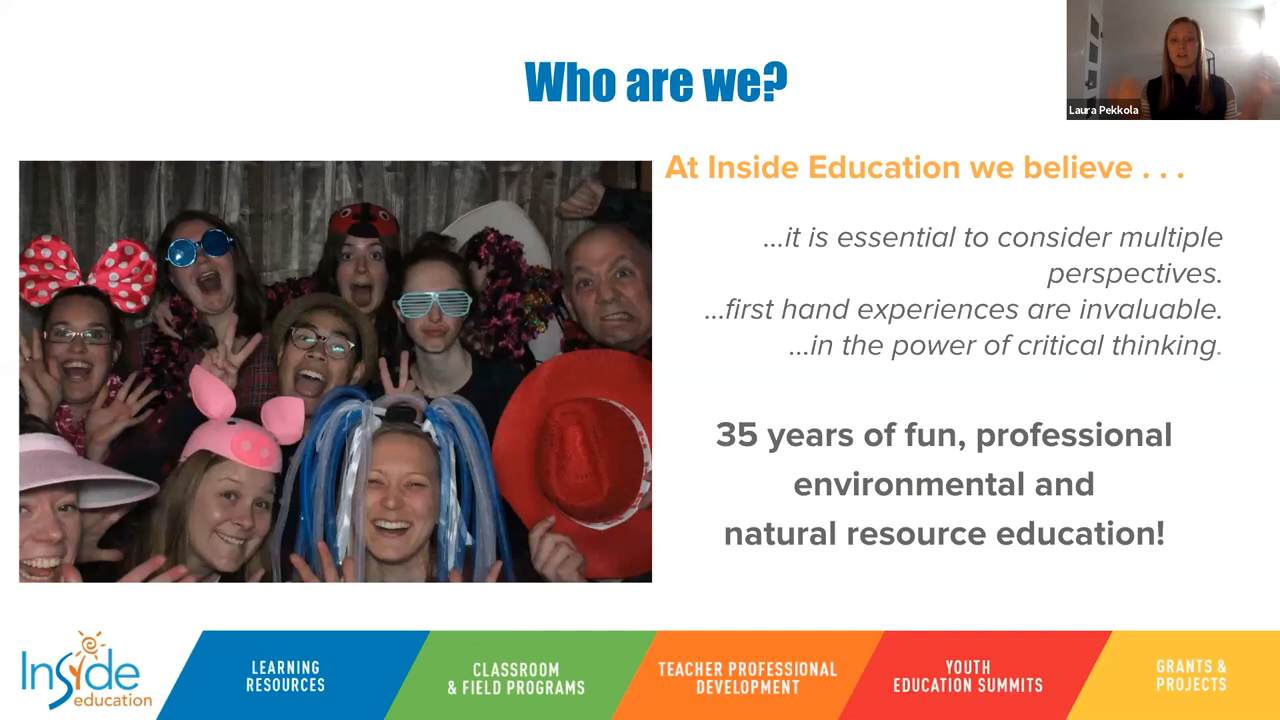 Who are we?
Laura Pekkola
At Inside Education we believe . . .
...it is essential to consider multiple
perspectives.
...first hand experiences are invaluable.
...in the power of critical thinking.
35 years of fun, professional
environmental and
natural resource education!
Inside
education
LEARNING
RESOURCES
CLASSROOM
& FIELD PROGRAMS
TEACHER PROFESSIONAL
DEVELOPMENT
YOUTH
EDUCATION SUMMITS
GRANTS &
PROJECTS